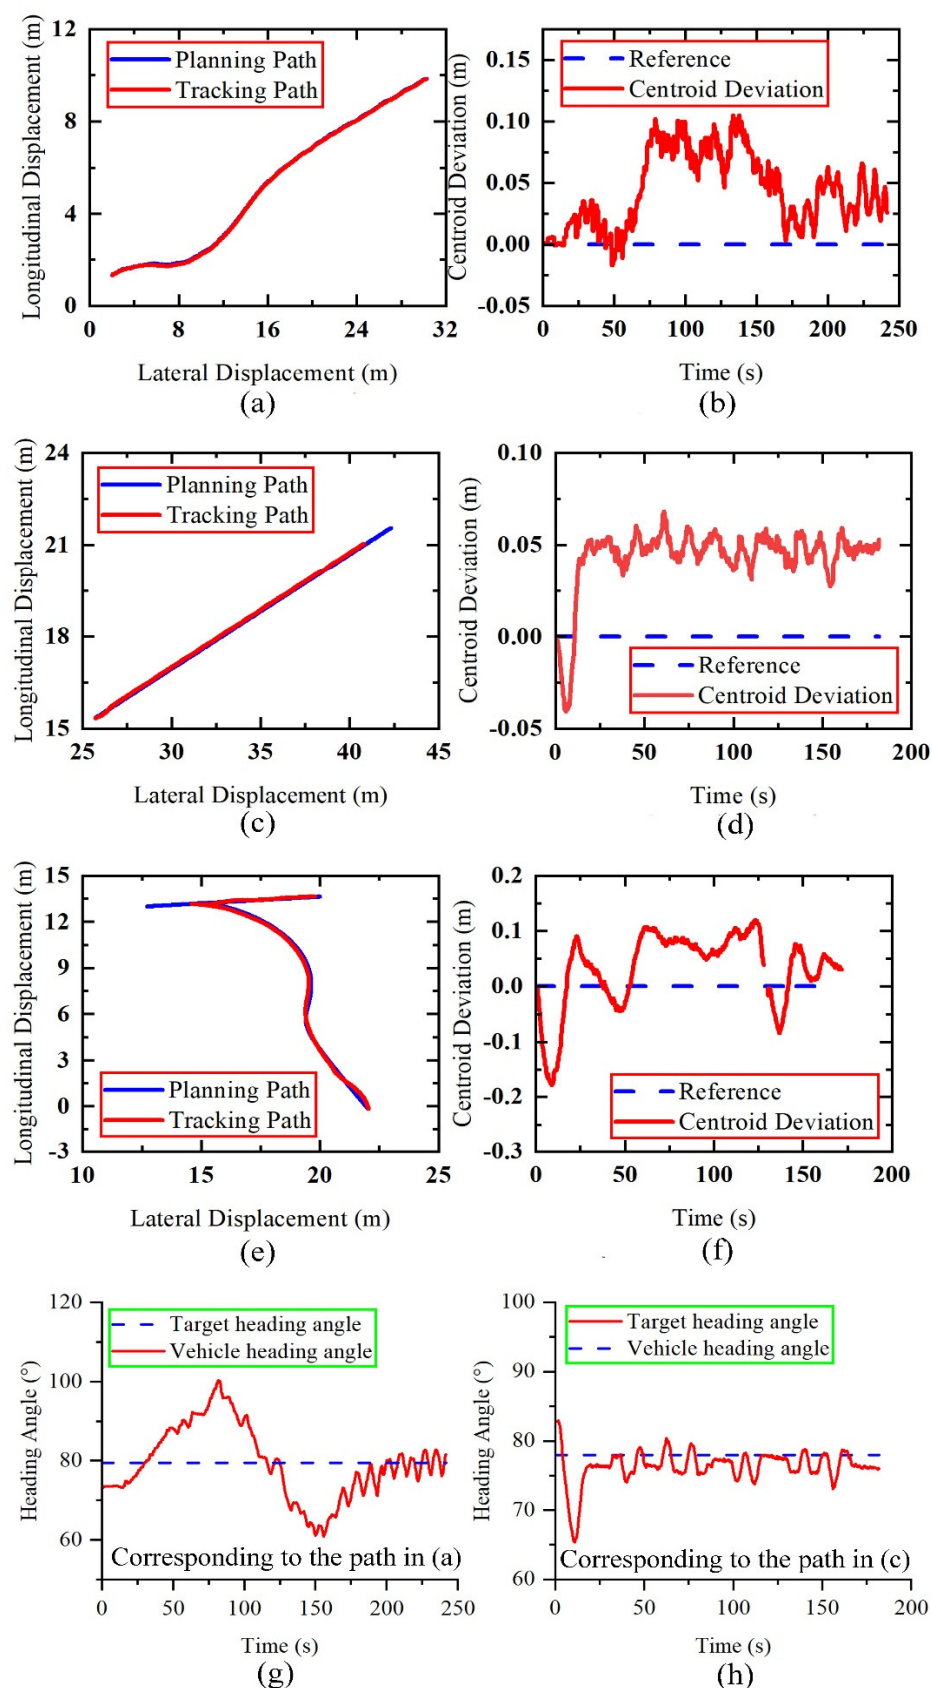 Longitudinal Displacement (m)
12
8
4
0
Planning Path
Tracking Path
0
8
16
24
32
Lateral Displacement (m)
(a)
Centroid Deviation (m)
0.15
0.10
0.05
0.00
-0.05
Reference
Centroid Deviation
0
50
100
150
200
250
Time (s)
(b)
Longitudinal Displacement (m)
24
21
18
15
Planning Path
Tracking Path
25
30
35
40
45
Lateral Displacement (m)
(c)
Centroid Deviation (m)
0.10
0.05
0.00
-0.05
Reference
Centroid Deviation
0
50
100
150
200
Time (s)
(d)
Longitudinal Displacement (m)
15
12
9
6
3
0
-3
Planning Path
Tracking Path
10
15
20
25
Lateral Displacement (m)
(e)
Centroid Deviation (m)
0.2
0.1
0.0
-0.1
-0.2
-0.3
Reference
Centroid Deviation
0
50
100
150
200
Time (s)
(f)
Heading Angle (°)
120
100
80
60
Target heading angle
Vehicle heading angle
Corresponding to the path in (a)
0
50
100
150
200
250
Time (s)
(g)
Heading Angle (°)
100
90
80
70
60
Target heading angle
Vehicle heading angle
Corresponding to the path in (c)
0
50
100
150
200
Time (s)
(h)